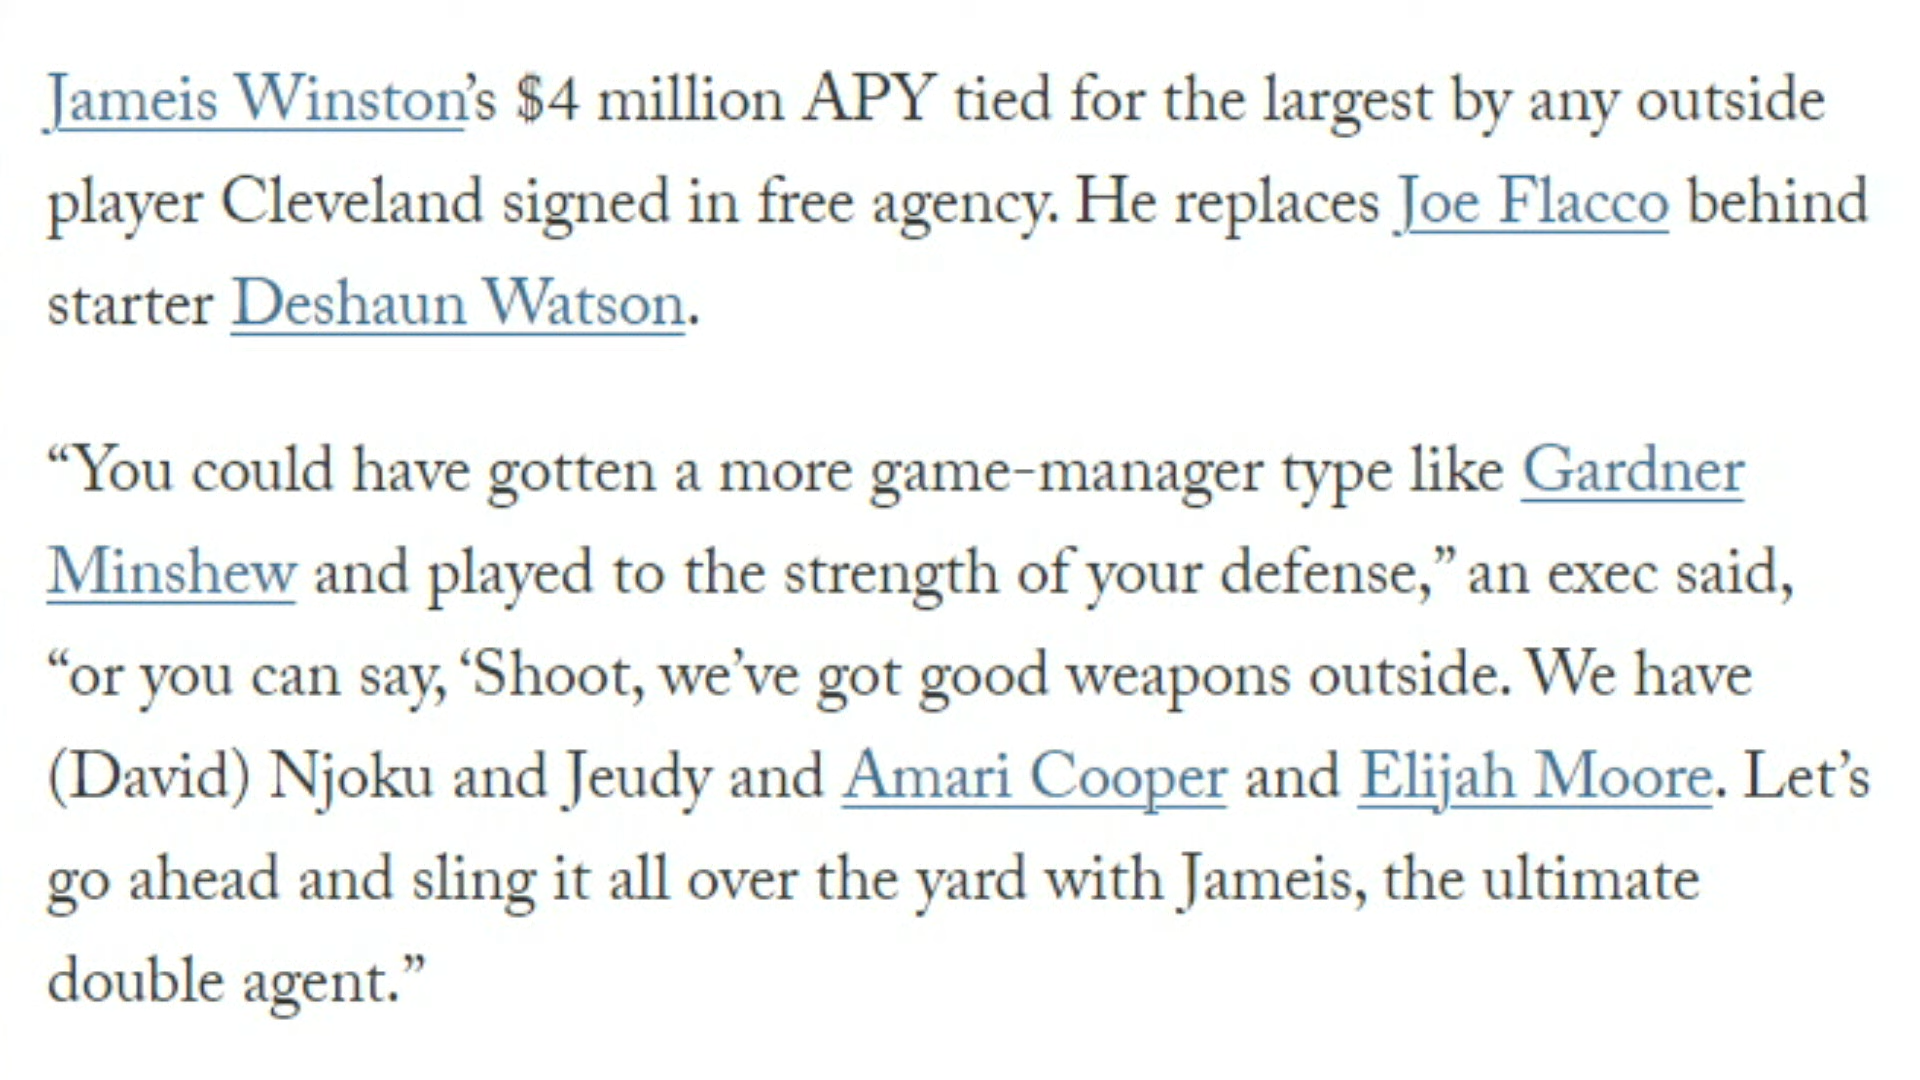 Jameis Winston’s $4 million APY tied for the largest by any outside
player Cleveland signed in free agency. He replaces Joe Flacco behind
starter Deshaun Watson.
“You could have gotten a more game-manager type like Gardner
Minshew and played to the strength of your defense,” an exec said,
“or you can say, ‘Shoot, we’ve got good weapons outside. We have
(David) Njoku and Jeudy and Amari Cooper and Elijah Moore. Let’s
go ahead and sling it all over the yard with Jameis, the ultimate
double agent.”